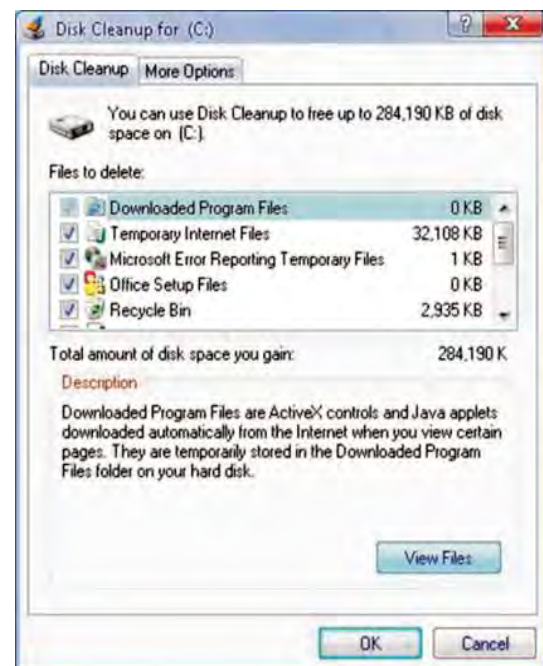 Disk Cleanup for (C:)
Disk Cleanup More Options
You can use Disk Cleanup to free up to 284,190 KB of disk
space on (C:).
Files to delete:
Downloaded Program Files 0 KB
Temporary Internet Files 32,108 KB
Microsoft Error Reporting Temporary Files 1 KB
Office Setup Files 0 KB
Recycle Bin 2,935 KB
Total amount of disk space you gain: 284,190 K
Description
Downloaded Program Files are ActiveX controls and Java applets
downloaded automatically from the Internet when you view certain
pages. They are temporarily stored in the Downloaded Program
Files folder on your hard disk.
View Files
OK Cancel